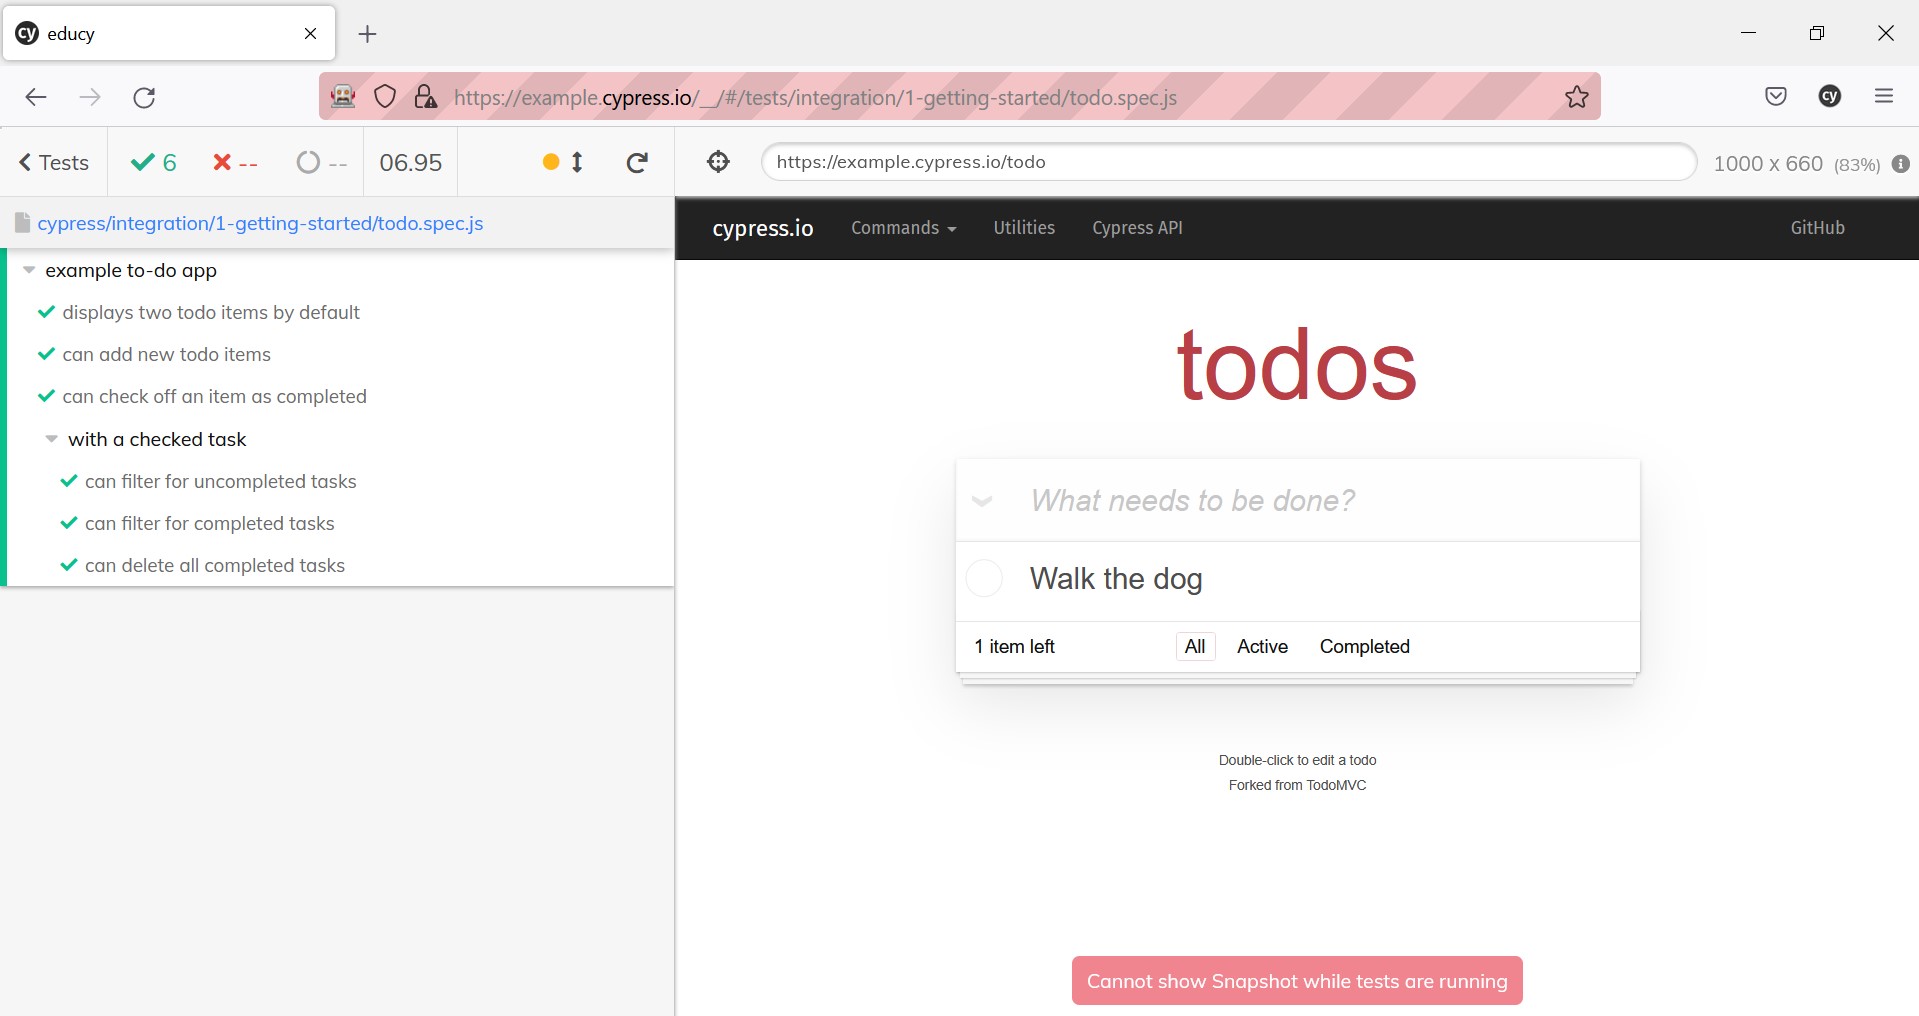 cy educy
https://example.cypress.io/__/#/tests/integration/1-getting-started/todo.spec.js
cy
Tests 6 -- -- 06.95
https://example.cypress.io/todo
1000 x 660 (83%)
cypress/integration/1-getting-started/todo.spec.js
example to-do app
displays two todo items by default
can add new todo items
can check off an item as completed
with a checked task
can filter for uncompleted tasks
can filter for completed tasks
can delete all completed tasks
cypress.io Commands Utilities Cypress API GitHub
todos
What needs to be done?
Walk the dog
1 item left All Active Completed
Double-click to edit a todo
Forked from TodoMVC
Cannot show Snapshot while tests are running